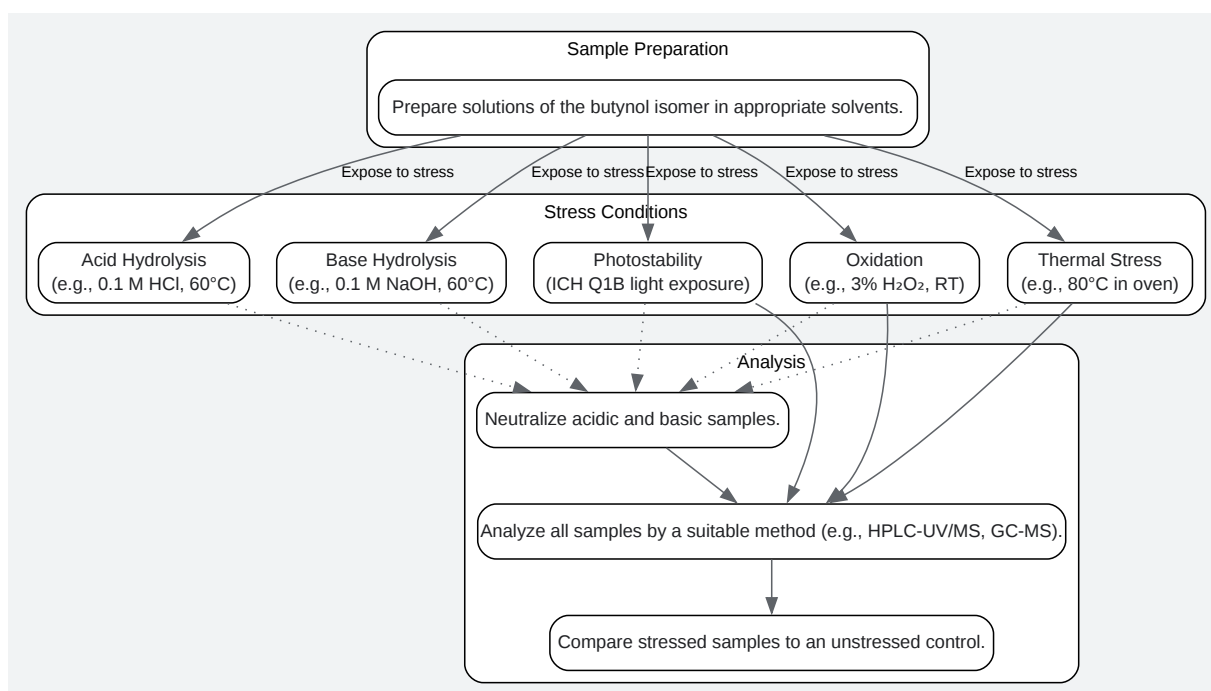 Sample Preparation
Prepare solutions of the butynol isomer in appropriate solvents.
Expose to stress
Expose to stress
Expose to stress
Expose to stress
Expose to stress
Stress Conditions
Acid Hydrolysis
(e.g., 0.1 M HCl, 60°C)
Base Hydrolysis
(e.g., 0.1 M NaOH, 60°C)
Photostability
(ICH Q1B light exposure)
Oxidation
(e.g., 3% H₂O₂, RT)
Thermal Stress
(e.g., 80°C in oven)
Analysis
Neutralize acidic and basic samples.
Analyze all samples by a suitable method (e.g., HPLC-UV/MS, GC-MS).
Compare stressed samples to an unstressed control.